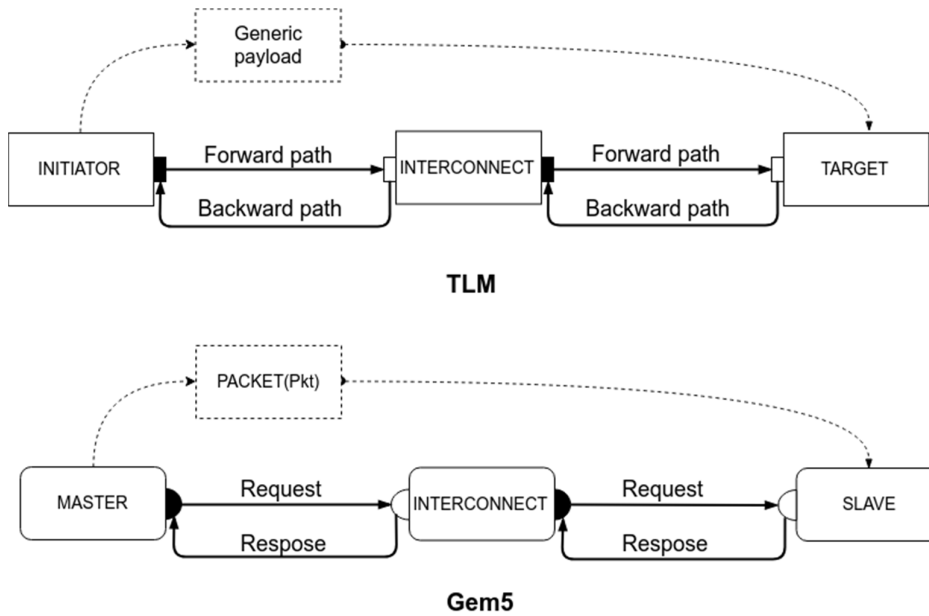 Generic
payload
INITIATOR
Forward path
INTERCONNECT
Forward path
TARGET
Backward path
Backward path
TLM
PACKET(Pkt)
MASTER
Request
INTERCONNECT
Request
SLAVE
Respose
Respose
Gem5